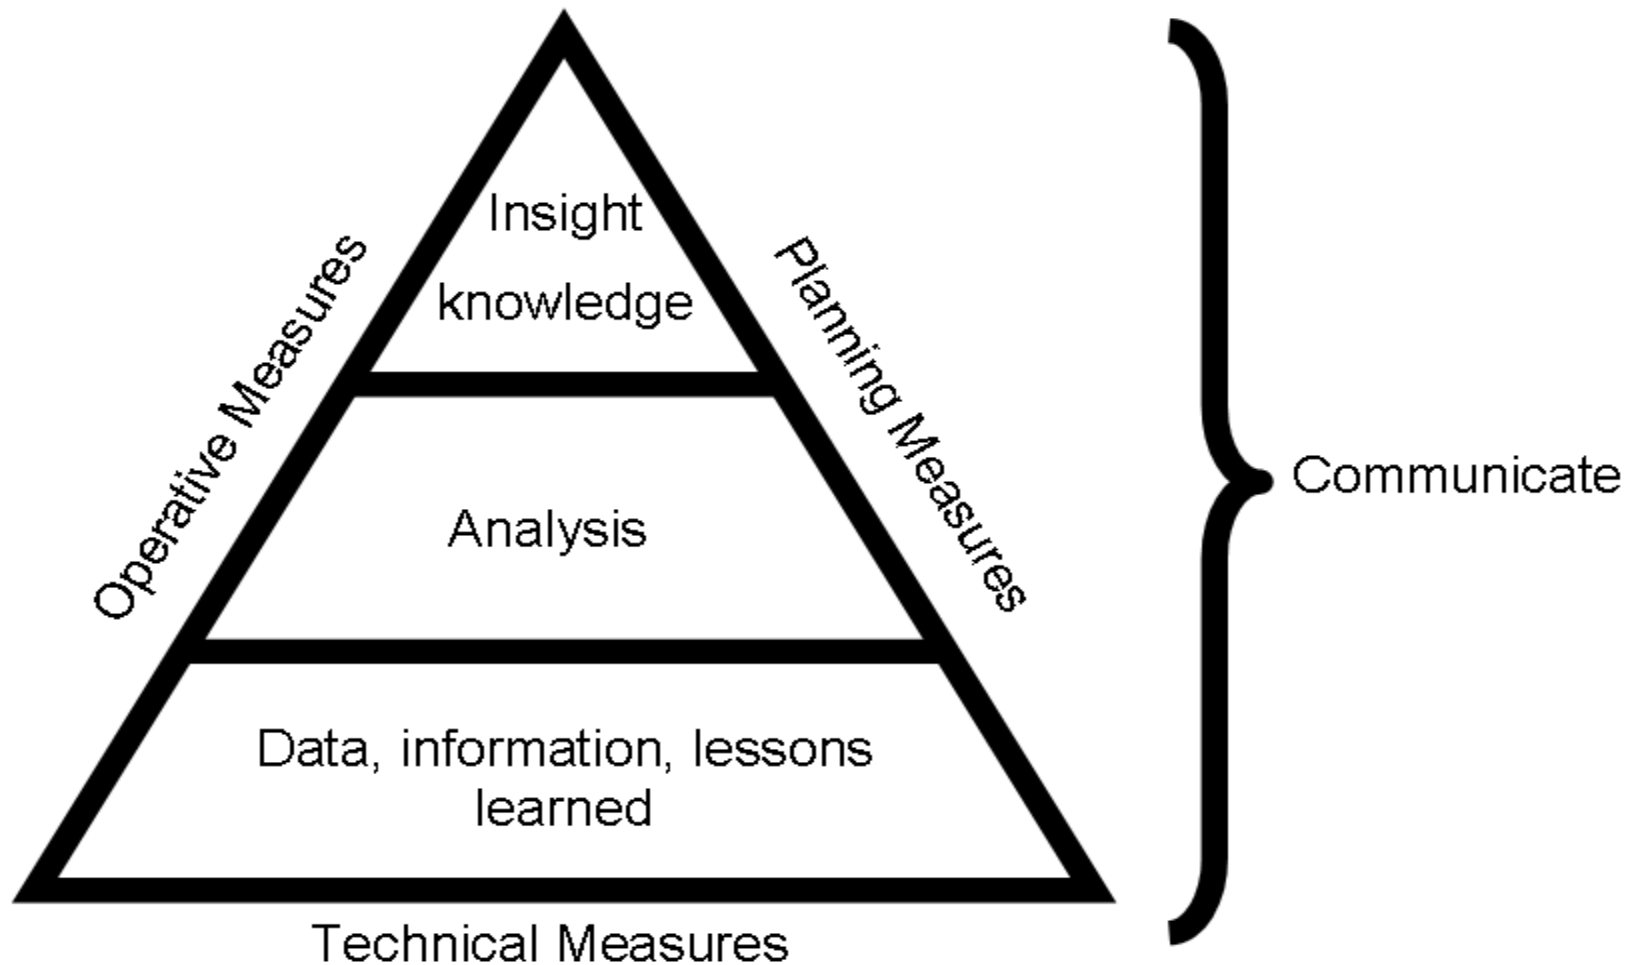 Insight
knowledge
Operative Measures
Planning Measures
Communicate
Analysis
Data, information, lessons
learned
Technical Measures